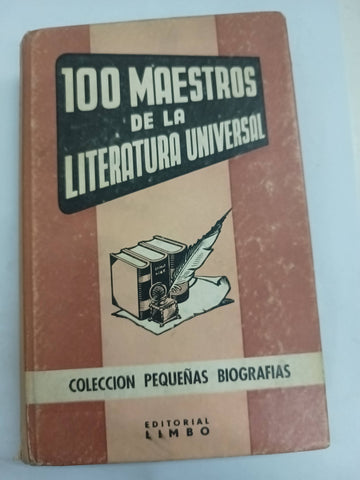 100 MAESTROS
DE LA
LITERATURA UNIVERSAL
COLECCION PEQUEÑAS BIOGRAFIAS
EDITORIAL
LIMBO